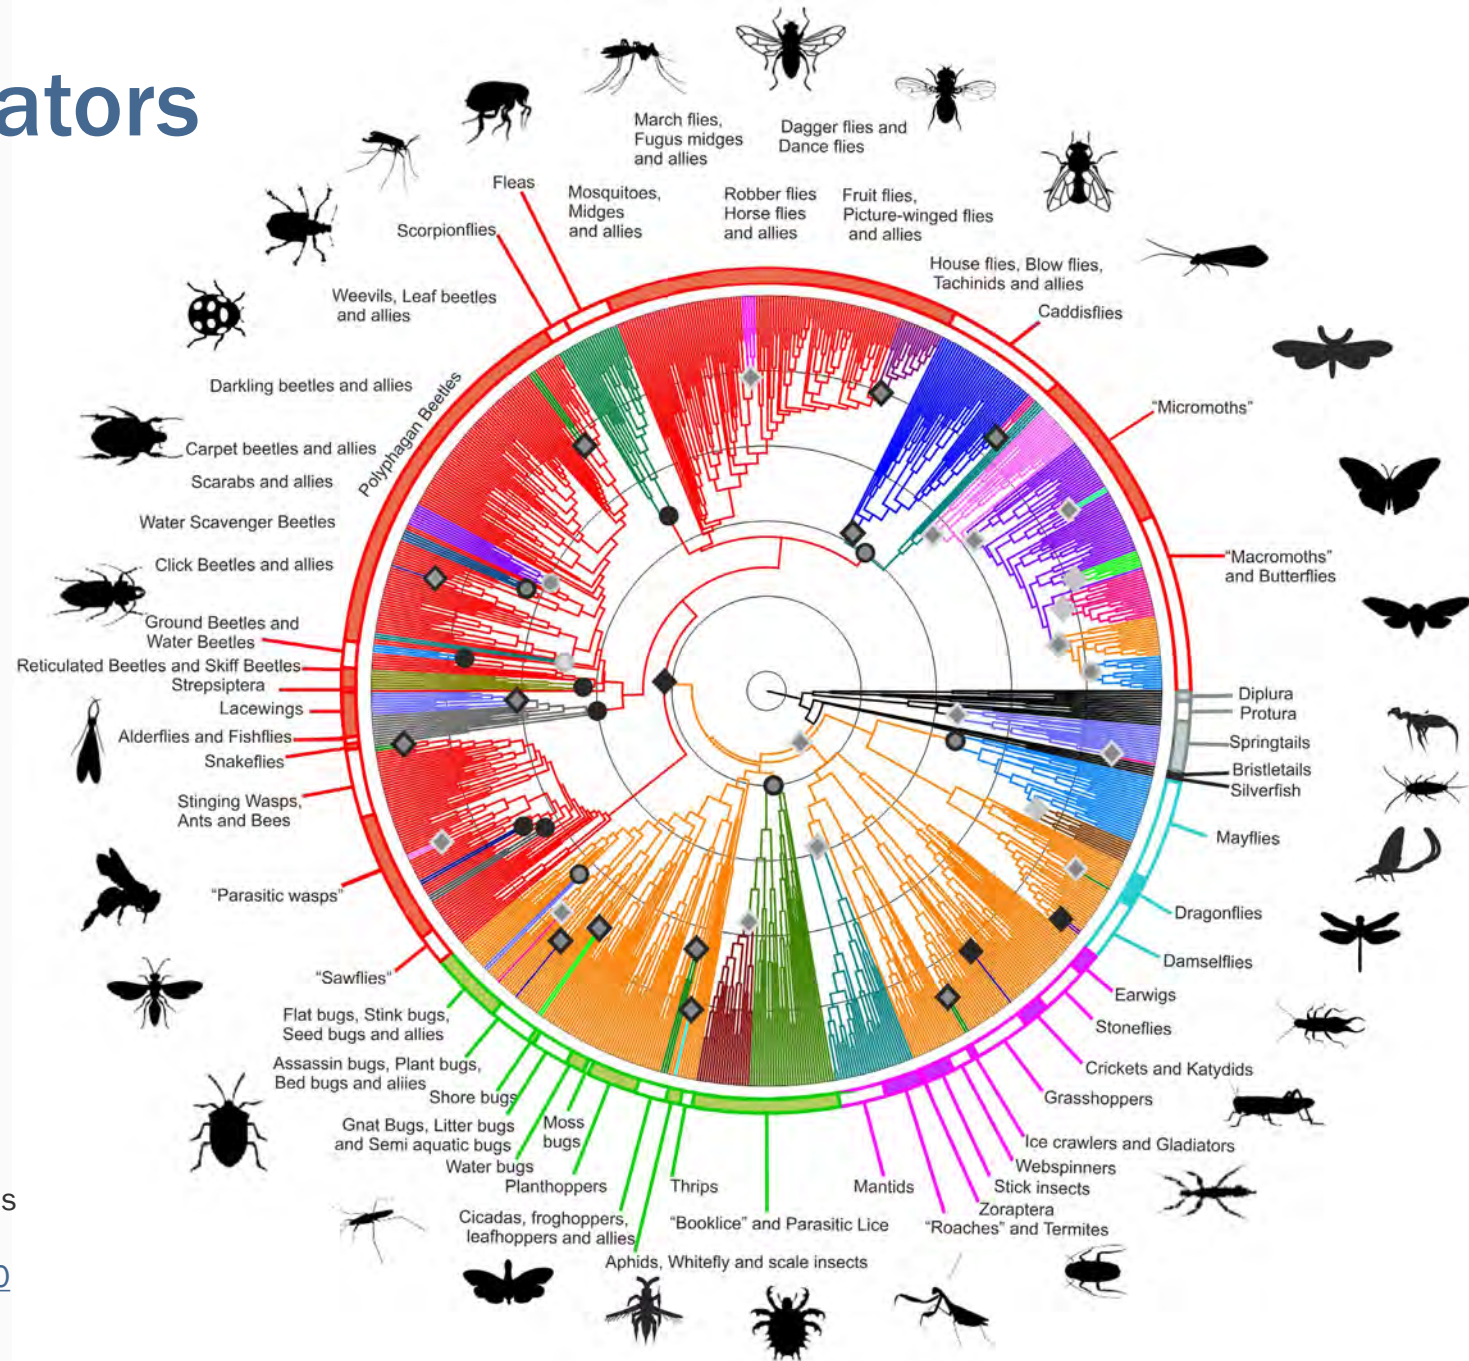 ators
March flies,
Fugus midges
and allies
Dagger flies and
Dance flies
Fleas
Mosquitoes,
Midges
and allies
Robber flies
Horse flies
and allies
Fruit flies,
Picture-winged flies
and allies
Scorpionflies
House flies, Blow flies,
Tachinids and allies
Weevils, Leaf beetles
and allies
Caddisflies
Darkling beetles and allies
Polyphagan Beetles
"Micromoths"
Carpet beetles and allies
Scarabs and allies
Water Scavenger Beetles
Click Beetles and allies
"Macromoths"
and Butterflies
Ground Beetles and
Water Beetles
Reticulated Beetles and Skiff Beetles
Strepsiptera
Lacewings
Alderflies and Fishflies
Snakeflies
Diplura
Protura
Springtails
Bristletails
Silverfish
Stinging Wasps,
Ants and Bees
Mayflies
"Parasitic wasps"
Dragonflies
Damselflies
"Sawflies"
Earwigs
Stoneflies
Flat bugs, Stink bugs,
Seed bugs and allies
Assassin bugs, Plant bugs,
Bed bugs and aliies
Crickets and Katydids
Shore bugs
Grasshoppers
Gnat Bugs, Litter bugs
and Semi aquatic bugs
Moss
bugs
Ice crawlers and Gladiators
Water bugs
Webspinners
Planthoppers
Thrips
Mantids
Stick insects
Zoraptera
Cicadas, froghoppers,
leafhoppers and allies
"Booklice" and Parasitic Lice
"Roaches" and Termites
Aphids, Whitefly and scale insects
s
0